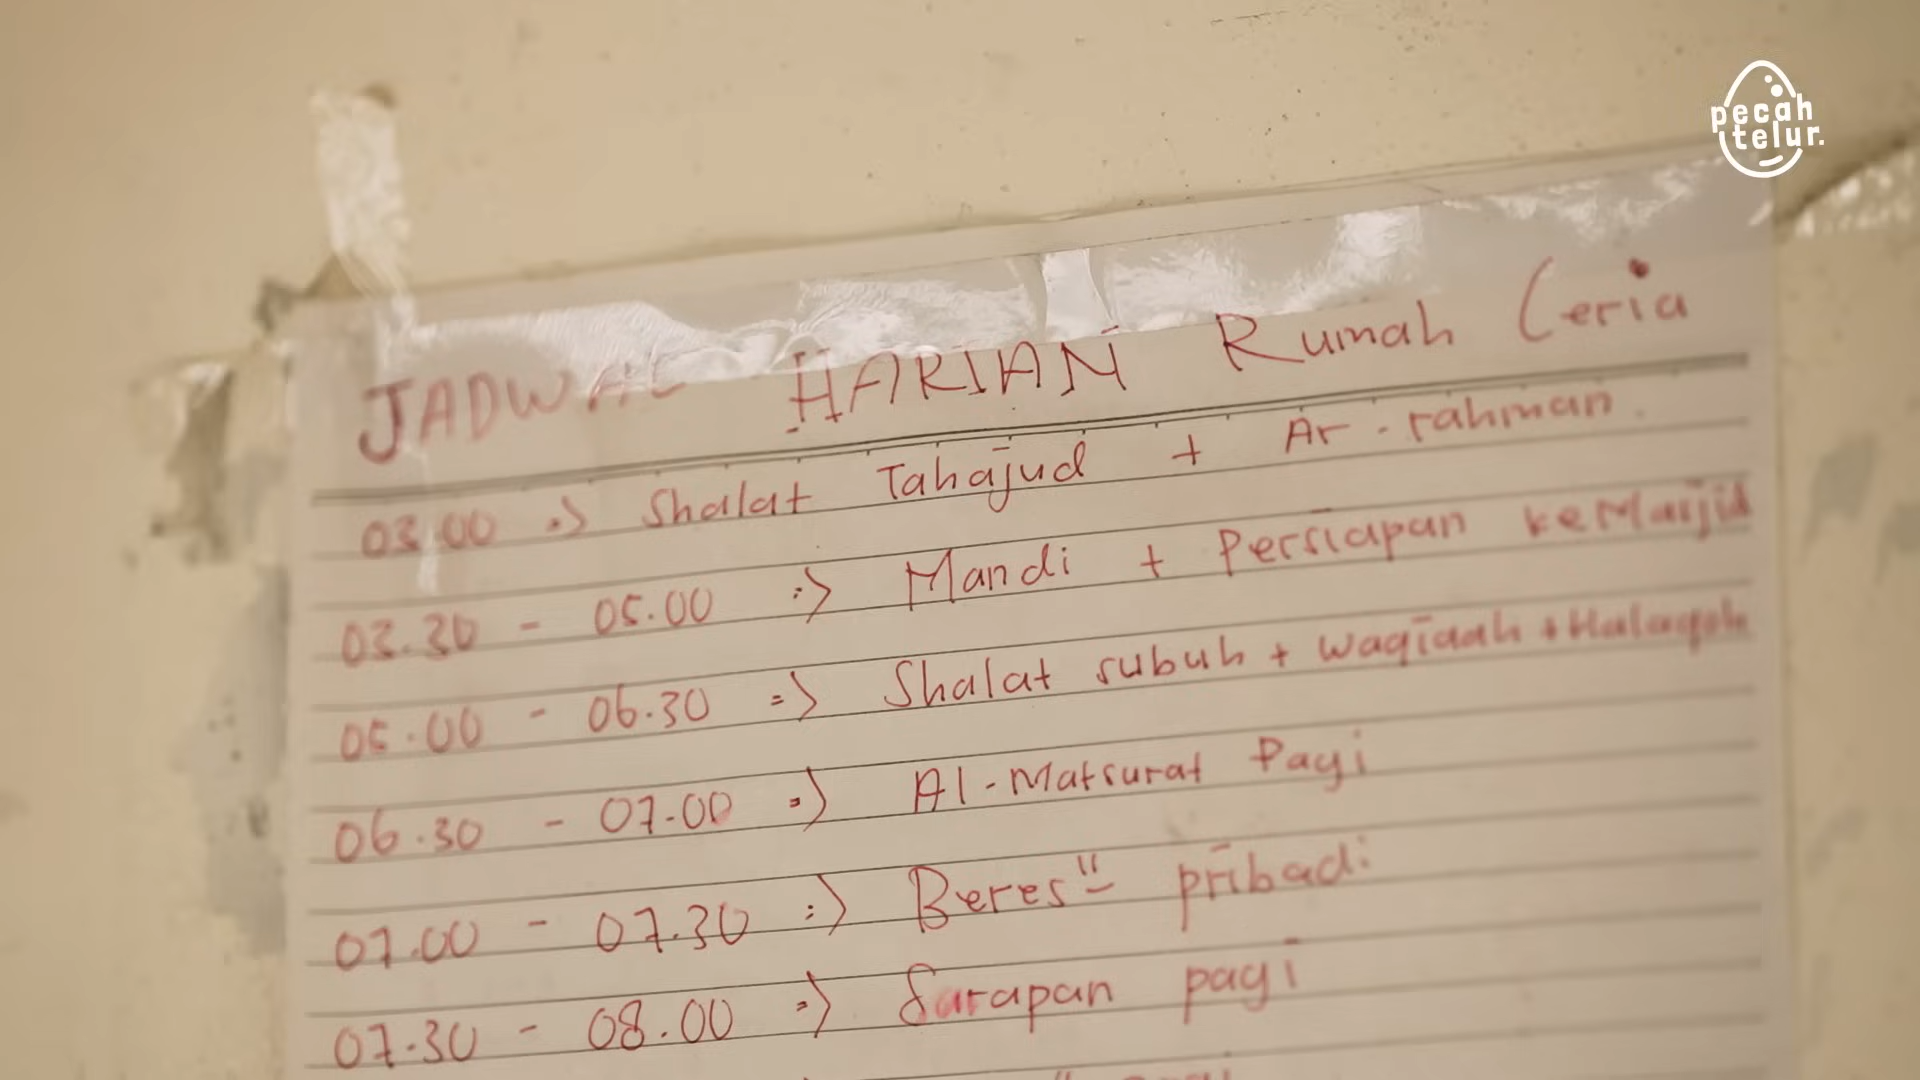 pecah
telur.
JADWAL HARIAN Rumah Ceria
03.00 => Shalat Tahajud + Ar-rahman
03.30 - 05.00 => Mandi + Persiapan ke Masjid
05.00 - 06.30 => Shalat subuh + waqiaah + Halaqoh
06.30 - 07.00 => Al-Matsurat Pagi
07.00 - 07.30 => Beres" pribadi
07.30 - 08.00 => Sarapan pagi